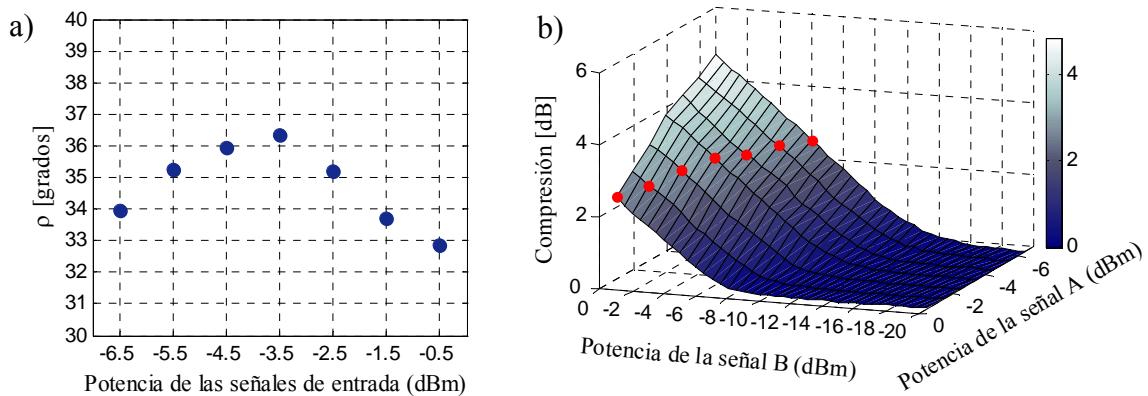 a)
ρ [grados]
40
39
38
37
36
35
34
33
32
31
30
-6.5 -5.5 -4.5 -3.5 -2.5 -1.5 -0.5
Potencia de las señales de entrada (dBm)
b)
Compresión [dB]
6
4
2
0
0 -2 -4 -6 -8 -10 -12 -14 -16 -18 -20
Potencia de la señal B (dBm)
0
-2
-4
-6
Potencia de la señal A (dBm)
4
2
0